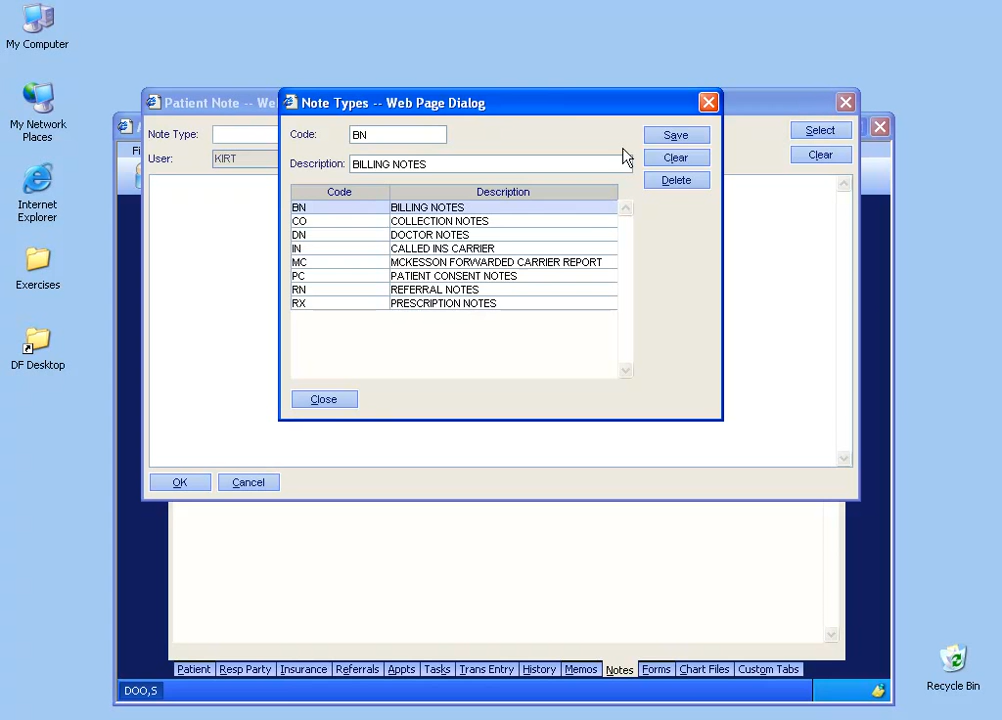 My Computer
My Network
Places
Internet
Explorer
Exercises
DF Desktop
Recycle Bin
Patient Note -- We
Note Type:
User: KIRT
Select
Clear
Fi
Note Types -- Web Page Dialog
Code: BN
Description: BILLING NOTES
Save
Clear
Delete
Code Description
BN BILLING NOTES
CO COLLECTION NOTES
DN DOCTOR NOTES
IN CALLED INS CARRIER
MC MCKESSON FORWARDED CARRIER REPORT
PC PATIENT CONSENT NOTES
RN REFERRAL NOTES
RX PRESCRIPTION NOTES
Close
OK Cancel
Patient Resp Party Insurance Referrals Appts Tasks Trans Entry History Memos Notes Forms Chart Files Custom Tabs
DOO,S